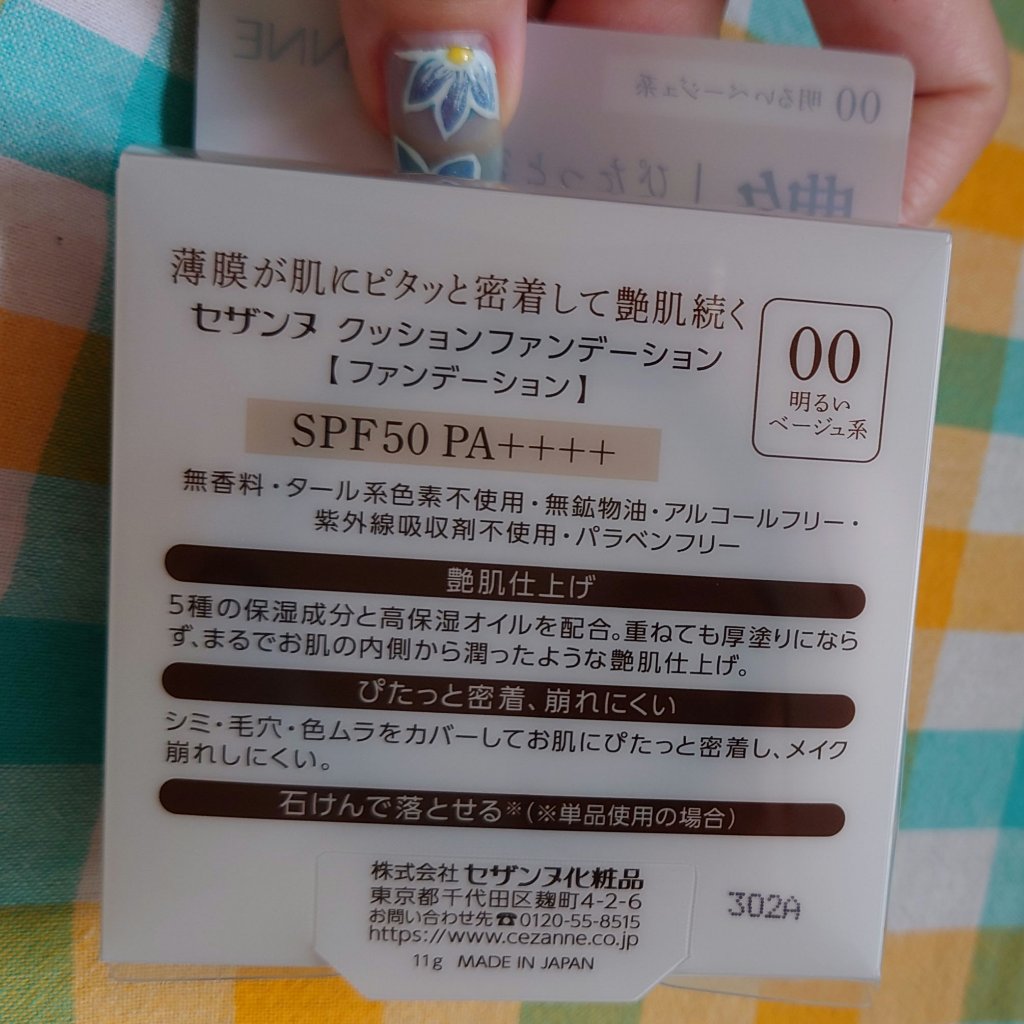 00 明るいベージュ系
薄膜が肌にピタッと密着して艶肌続く
セザンヌ クッションファンデーション
【ファンデーション】
00
明るい
ベージュ系
SPF50 PA++++
無香料・タール系色素不使用・無鉱物油・アルコールフリー・
紫外線吸収剤不使用・パラベンフリー
艶肌仕上げ
5種の保湿成分と高保湿オイルを配合。重ねても厚塗りになら
ず、まるでお肌の内側から潤ったような艶肌仕上げ。
ぴたっと密着、崩れにくい
シミ・毛穴・色ムラをカバーしてお肌にぴたっと密着し、メイク
崩れしにくい。
石けんで落とせる※(※単品使用の場合)
株式会社 セザンヌ化粧品
東京都千代田区麹町4-2-6
お問い合わせ先☎0120-55-8515
https://www.cezanne.co.jp
11g MADE IN JAPAN
302A